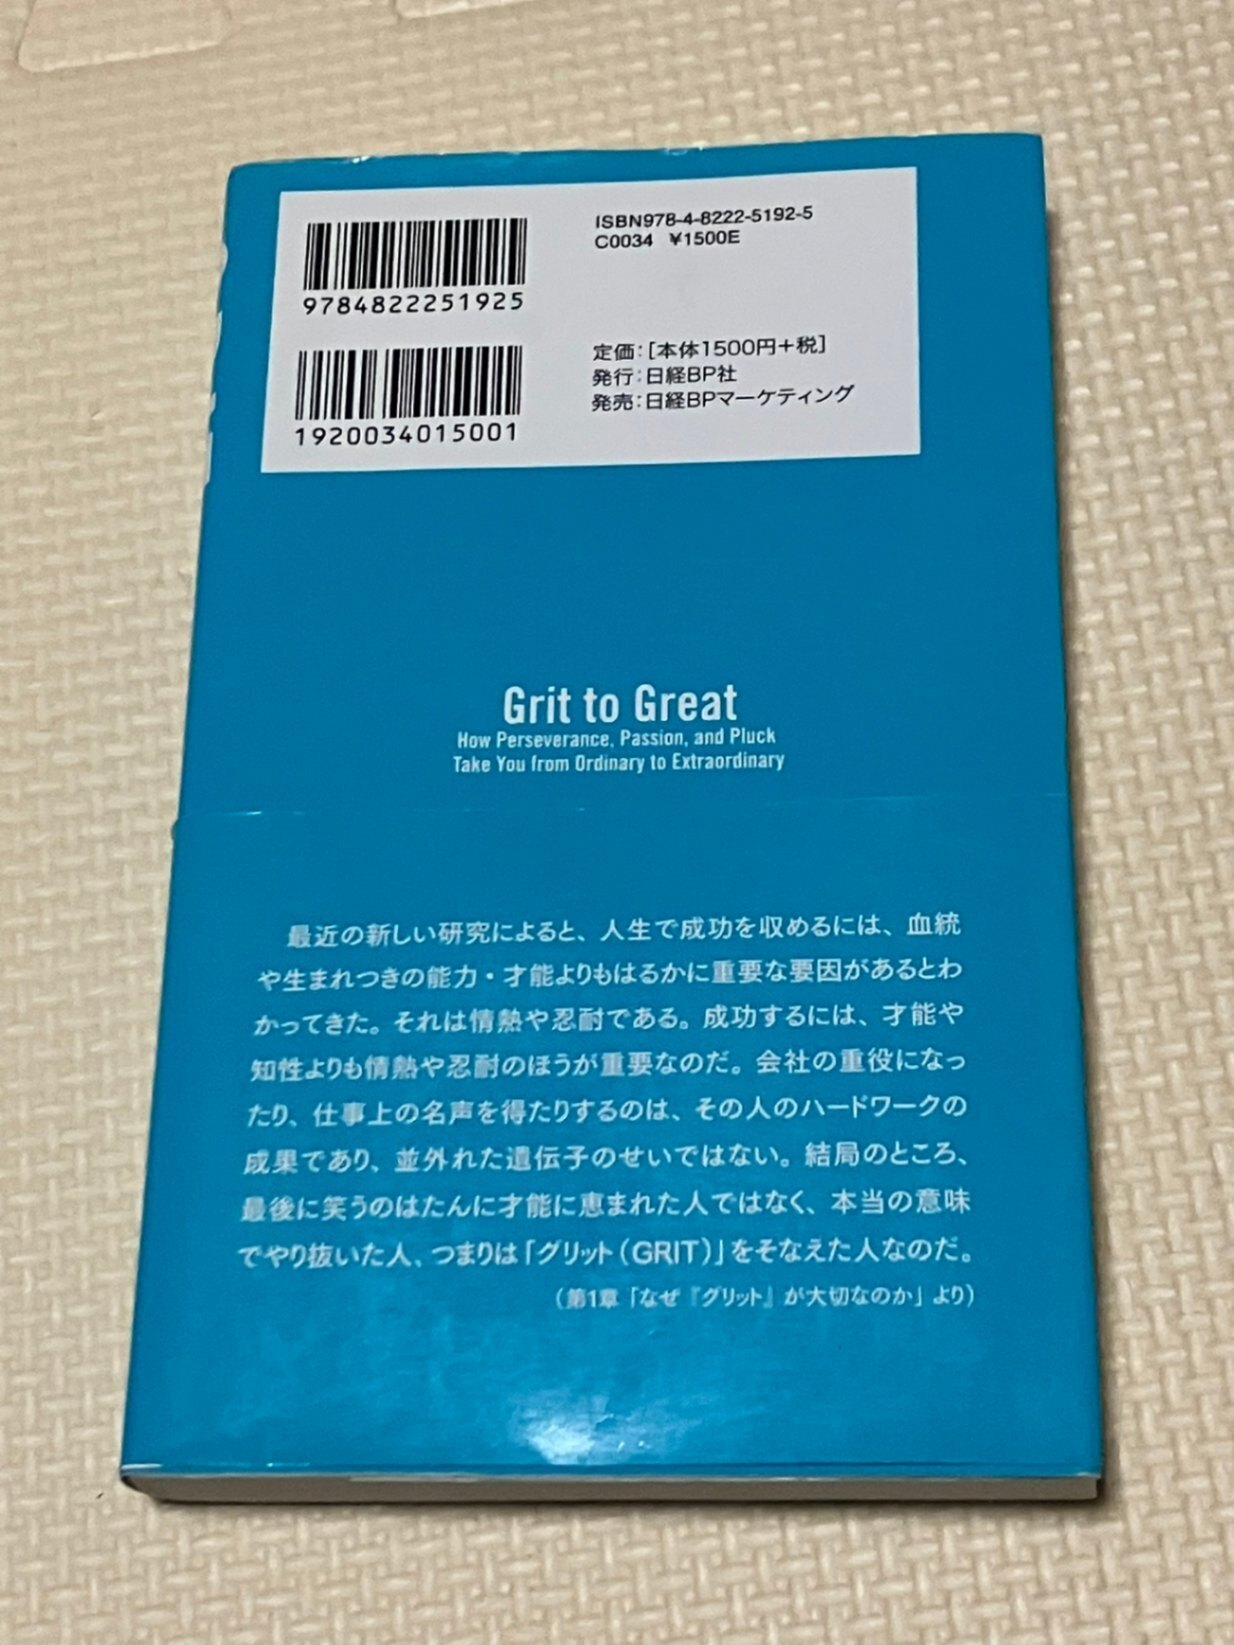 ISBN978-4-8222-5192-5
C0034 ¥1500E
9784822251925
定価：[本体1500円+税]
発行：日経BP社
発売：日経BPマーケティング
1920034015001
Grit to Great
How Perseverance, Passion, and Pluck
Take You from Ordinary to Extraordinary
最近の新しい研究によると、人生で成功を収めるには、血統
や生まれつきの能力・才能よりもはるかに重要な要因があるとわ
かってきた。それは情熱や忍耐である。成功するには、才能や
知性よりも情熱や忍耐のほうが重要なのだ。会社の重役になっ
たり、仕事上の名声を得たりするのは、その人のハードワークの
成果であり、並外れた遺伝子のせいではない。結局のところ、
最後に笑うのはたんに才能に恵まれた人ではなく、本当の意味
でやり抜いた人、つまりは「グリット（GRIT）」をそなえた人なのだ。
（第1章「なぜ『グリット』が大切なのか」より）